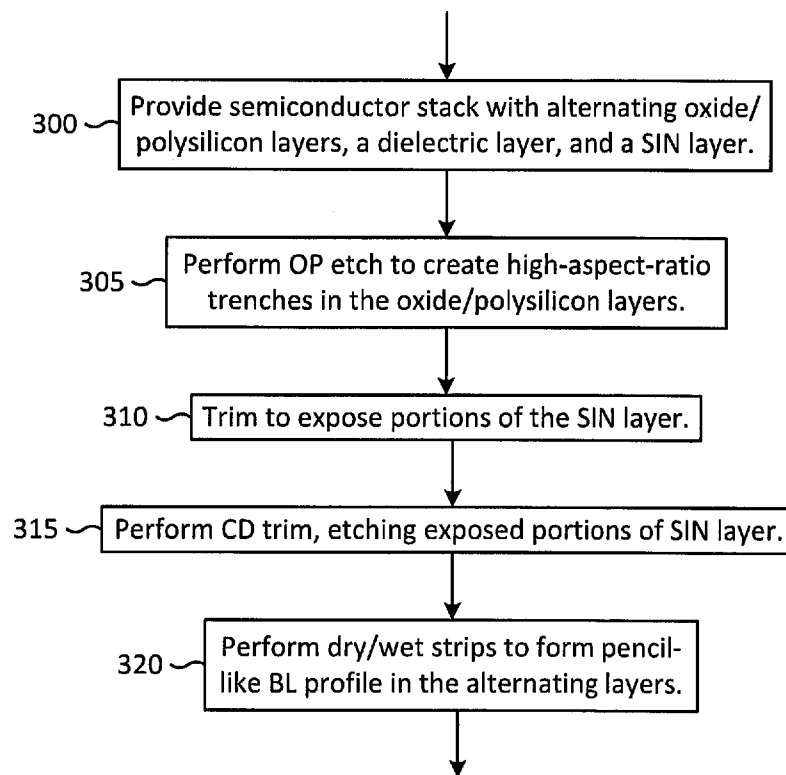 300
Provide semiconductor stack with alternating oxide/
polysilicon layers, a dielectric layer, and a SIN layer.
305
Perform OP etch to create high-aspect-ratio
trenches in the oxide/polysilicon layers.
310
Trim to expose portions of the SIN layer.
315
Perform CD trim, etching exposed portions of SIN layer.
320
Perform dry/wet strips to form pencil-
like BL profile in the alternating layers.